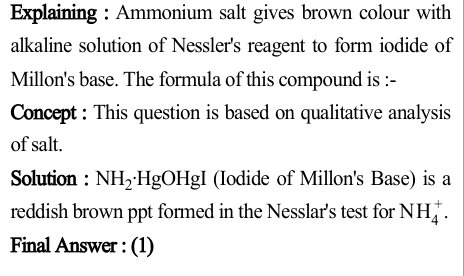 Explaining : Ammonium salt gives brown colour with
alkaline solution of Nessler's reagent to form iodide of
Millon's base. The formula of this compound is :-
Concept : This question is based on qualitative analysis
of salt.
Solution : NH₂·HgOHgI (Iodide of Millon's Base) is a
reddish brown ppt formed in the Nesslar's test for NH₄⁺.
Final Answer : (1)